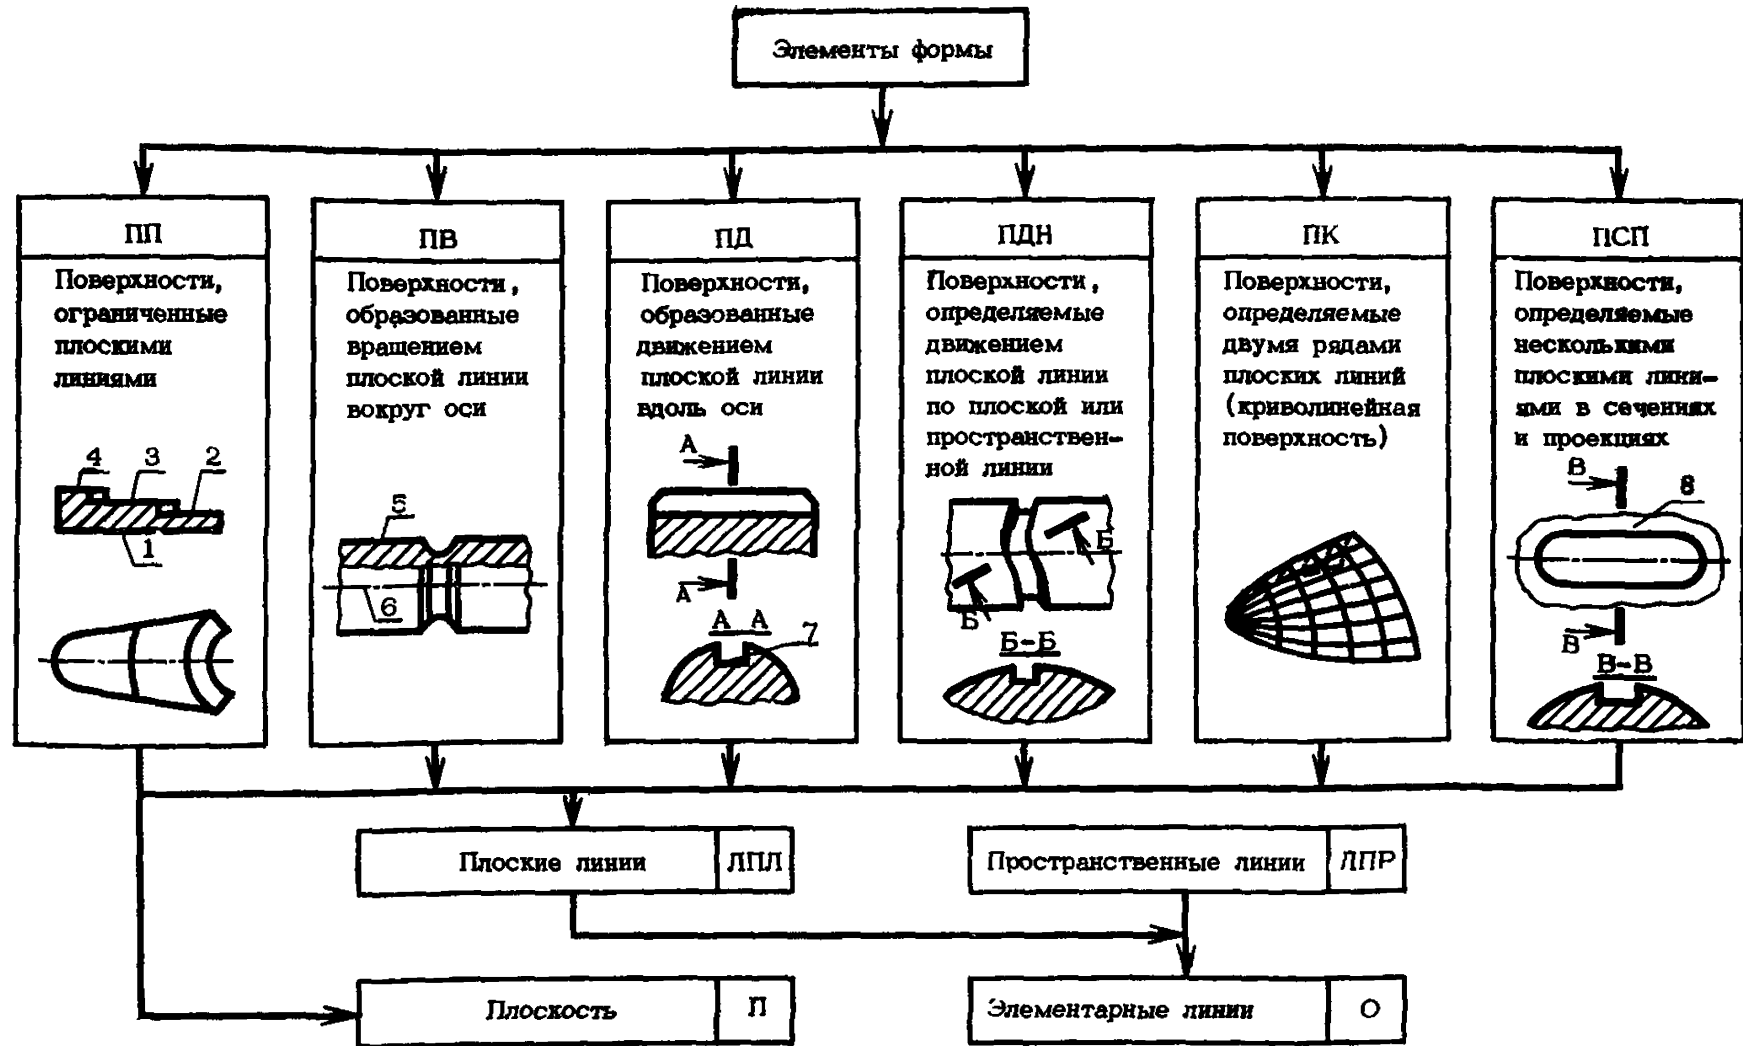 Элементы формы
ПП
Поверхности,
ограниченные
плоскими
линиями
4
3
2
1
ПВ
Поверхности,
образованные
вращением
плоской линии
вокруг оси
5
6
ПД
Поверхности,
образованные
движением
плоской линии
вдоль оси
А
А
А А
7
ПДН
Поверхности,
определяемые
движением
плоской линии
по плоской или
пространствен-
ной линии
Б
Б
Б-Б
ПК
Поверхности,
определяемые
двумя рядами
плоских линий
(криволинейная
поверхность)
ПСП
Поверхности,
определяемые
несколькими
плоскими лини-
ями в сечениях
и проекциях
В
8
В
В-В
Плоские линии ЛПЛ
Пространственные линии ЛПР
Плоскость П
Элементарные линии О